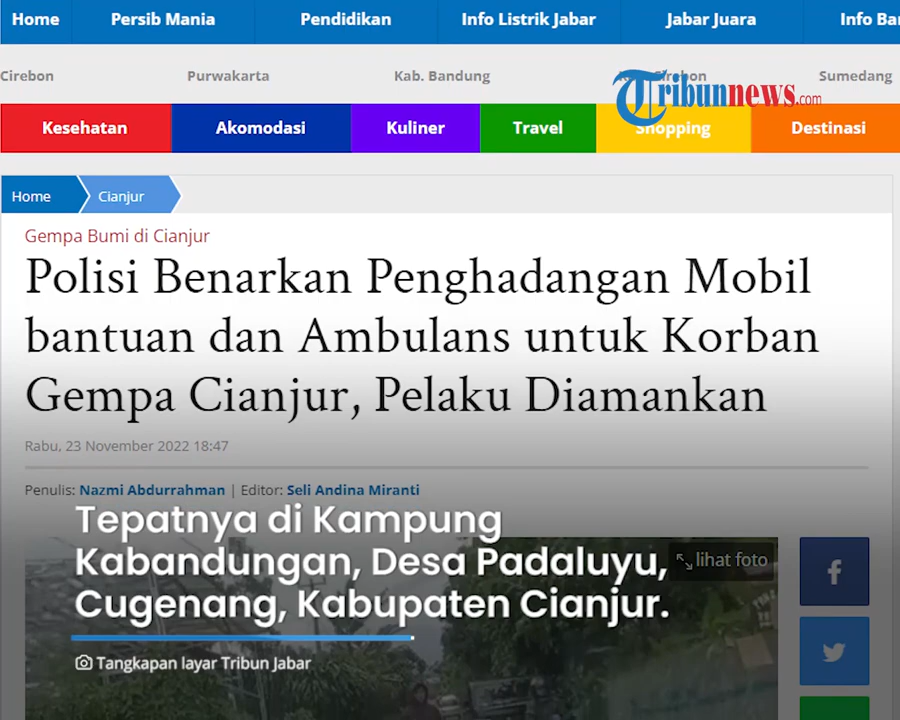 Home Persib Mania Pendidikan Info Listrik Jabar Jabar Juara Info Ban
Cirebon Purwakarta Kab. Bandung Cirebon Sumedang
Tribunnews.com
Kesehatan Akomodasi Kuliner Travel Shopping Destinasi
Home Cianjur
Gempa Bumi di Cianjur
Polisi Benarkan Penghadangan Mobil
bantuan dan Ambulans untuk Korban
Gempa Cianjur, Pelaku Diamankan
Rabu, 23 November 2022 18:47
Penulis: Nazmi Abdurrahman | Editor: Seli Andina Miranti
Tepatnya di Kampung
Kabandungan, Desa Padaluyu,
Cugenang, Kabupaten Cianjur.
lihat foto
Tangkapan layar Tribun Jabar